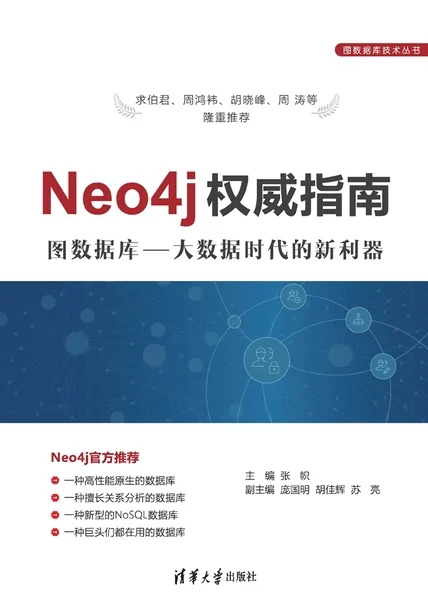 图数据库技术丛书
求伯君、周鸿祎、胡晓峰、周 涛等
隆重推荐
Neo4j 权威指南
图数据库—大数据时代的新利器
Neo4j官方推荐
一种高性能原生的数据库
一种擅长关系分析的数据库
一种新型的NoSQL数据库
一种巨头们都在用的数据库
主 编 张 帜
副主编 庞国明 胡佳辉 苏 亮
清华大学出版社